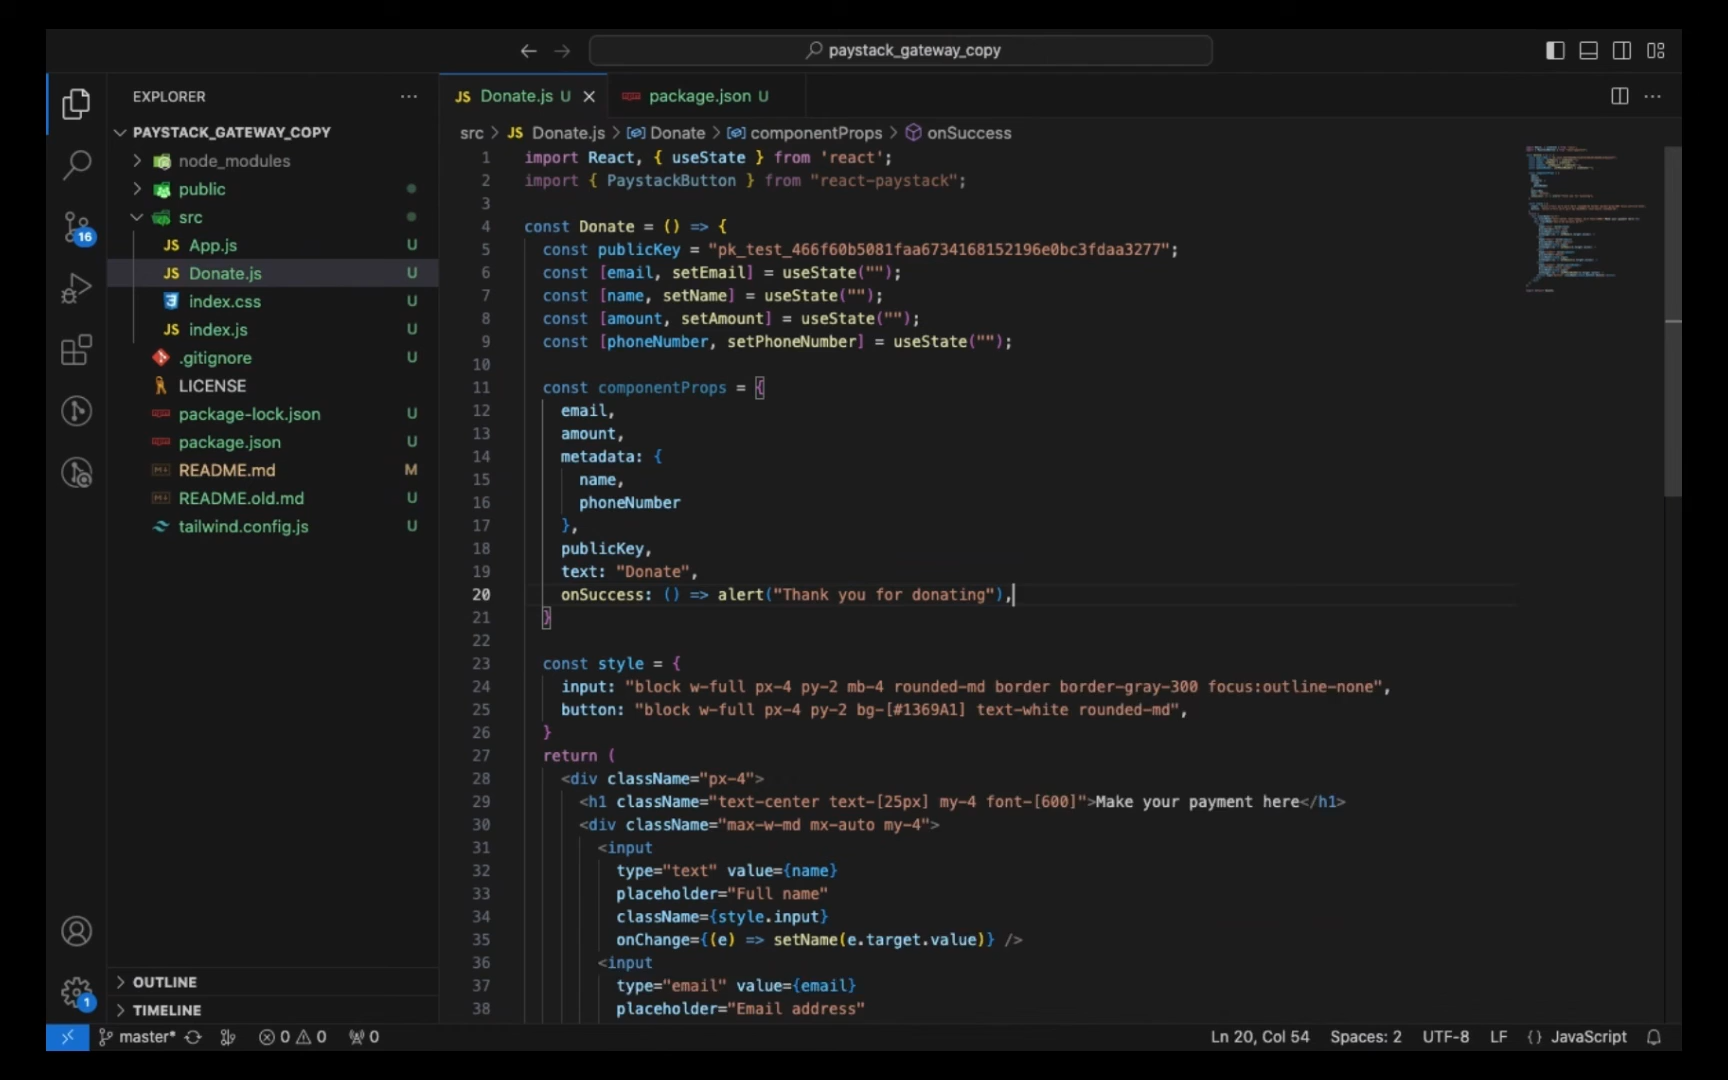 paystack_gateway_copy
EXPLORER
PAYSTACK_GATEWAY_COPY
node_modules
public
src
JS App.js U
JS Donate.js U
index.css U
JS index.js U
.gitignore U
LICENSE
package-lock.json U
package.json U
README.md M
README.old.md U
tailwind.config.js U
OUTLINE
TIMELINE
16
1
JS Donate.js U
package.json U
src > JS Donate.js > Donate > componentProps > onSuccess
1 import React, { useState } from 'react';
2 import { PaystackButton } from "react-paystack";
3
4 const Donate = () => {
5 const publicKey = "pk_test_466f60b5081faa6734168152196e0bc3fdaa3277";
6 const [email, setEmail] = useState("");
7 const [name, setName] = useState("");
8 const [amount, setAmount] = useState("");
9 const [phoneNumber, setPhoneNumber] = useState("");
10
11 const componentProps = {
12 email,
13 amount,
14 metadata: {
15 name,
16 phoneNumber
17 },
18 publicKey,
19 text: "Donate",
20 onSuccess: () => alert("Thank you for donating"),
21 }
22
23 const style = {
24 input: "block w-full px-4 py-2 mb-4 rounded-md border border-gray-300 focus:outline-none",
25 button: "block w-full px-4 py-2 bg-[#1369A1] text-white rounded-md",
26 }
27 return (
28 <div className="px-4">
29 <h1 className="text-center text-[25px] my-4 font-[600]">Make your payment here</h1>
30 <div className="max-w-md mx-auto my-4">
31 <input
32 type="text" value={name}
33 placeholder="Full name"
34 className={style.input}
35 onChange={(e) => setName(e.target.value)} />
36 <input
37 type="email" value={email}
38 placeholder="Email address"
master* 0 0 0 Ln 20, Col 54 Spaces: 2 UTF-8 LF {} JavaScript